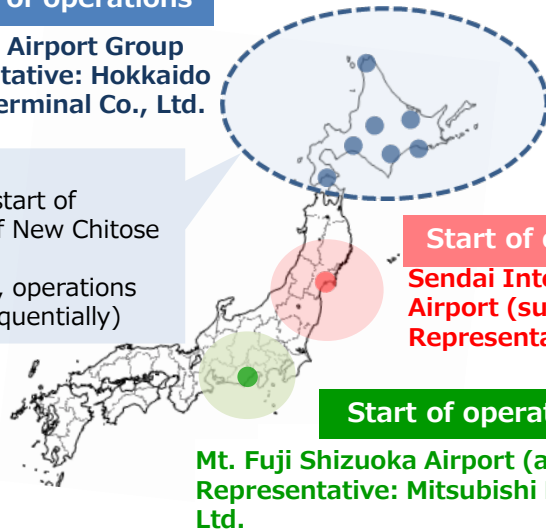 of operations
Airport Group
tative: Hokkaido
erminal Co., Ltd.
start of
f New Chitose
, operations
quentially)
Start of o
Sendai Inte
Airport (su
Representa
Start of operat
Mt. Fuji Shizuoka Airport (a
Representative: Mitsubishi
Ltd.